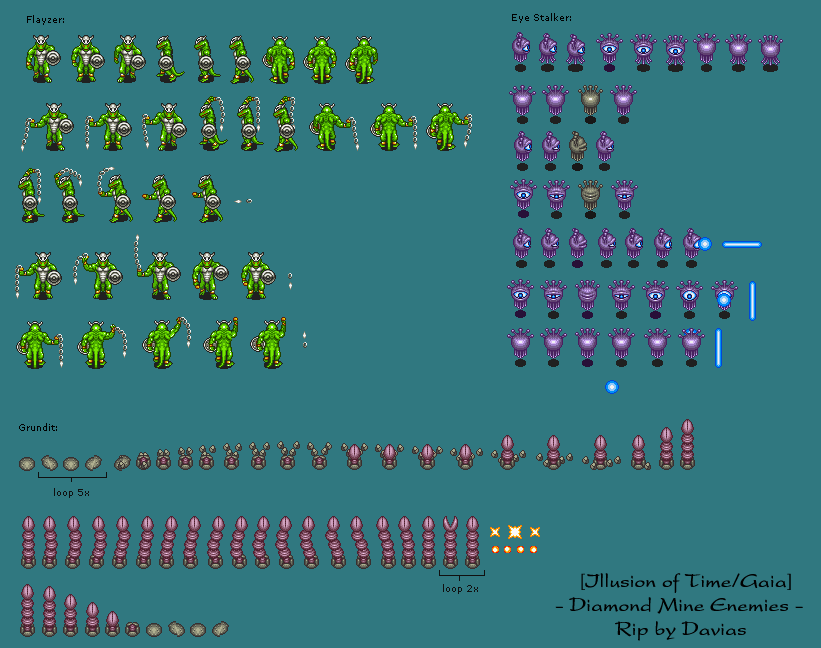 Flayzer:
Eye Stalker:
Grundit:
loop 5x
loop 2x
[Illusion of Time/Gaia]
- Diamond Mine Enemies -
Rip by Davias